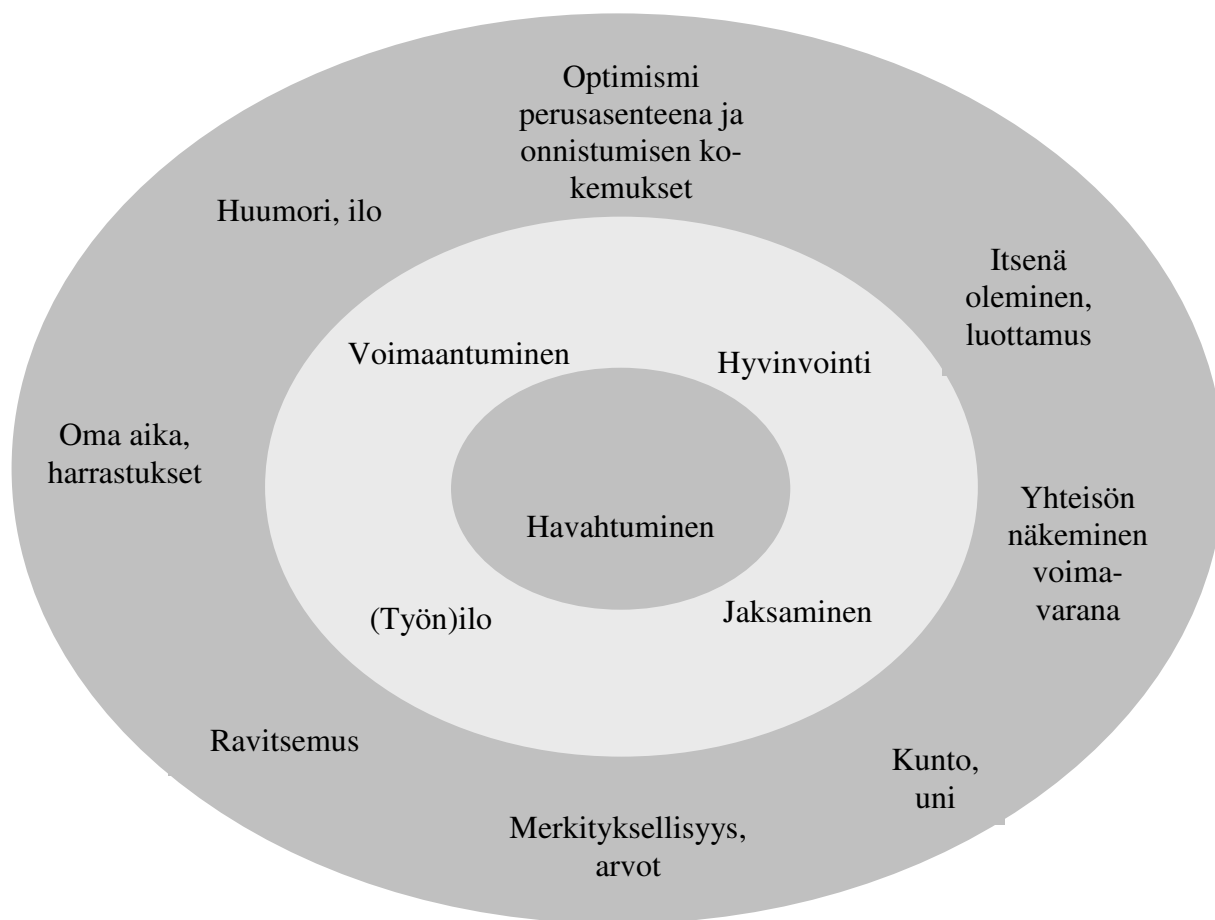 Optimismi
perusasenteena ja
onnistumisen ko-
kemukset
Huumori, ilo
Itsenä
oleminen,
luottamus
Voimaantuminen
Hyvinvointi
Oma aika,
harrastukset
Havahtuminen
Yhteisön
näkeminen
voima-
varana
(Työn)ilo
Jaksaminen
Ravitsemus
Kunto,
uni
Merkityksellisyys,
arvot